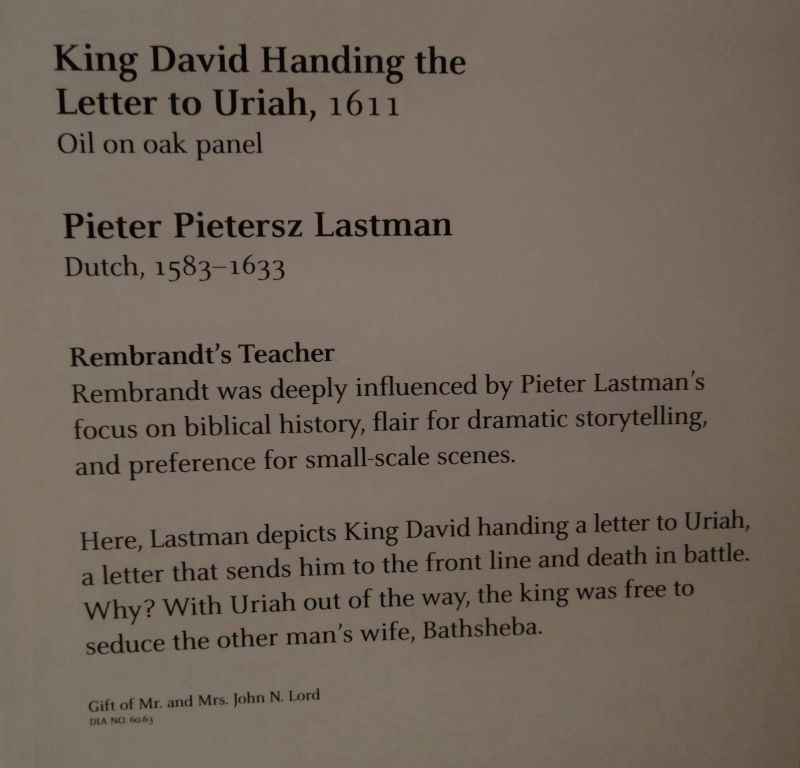 King David Handing the
Letter to Uriah, 1611
Oil on oak panel
Pieter Pietersz Lastman
Dutch, 1583–1633
Rembrandt's Teacher
Rembrandt was deeply influenced by Pieter Lastman's
focus on biblical history, flair for dramatic storytelling,
and preference for small-scale scenes.
Here, Lastman depicts King David handing a letter to Uriah,
a letter that sends him to the front line and death in battle.
Why? With Uriah out of the way, the king was free to
seduce the other man's wife, Bathsheba.
Gift of Mr. and Mrs. John N. Lord
DIA NO. 60.63